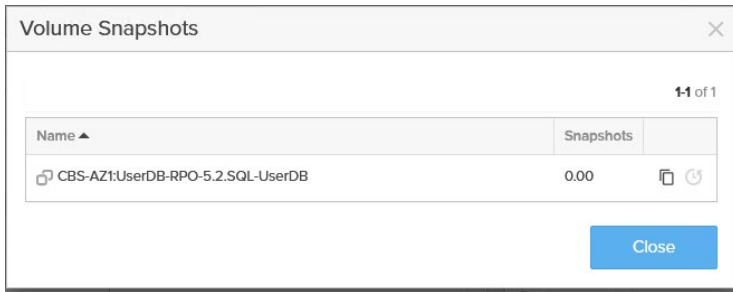 Volume Snapshots
1-1 of 1
Name Snapshots
CBS-AZ1:UserDB-RPO-5.2.SQL-UserDB 0.00
Close